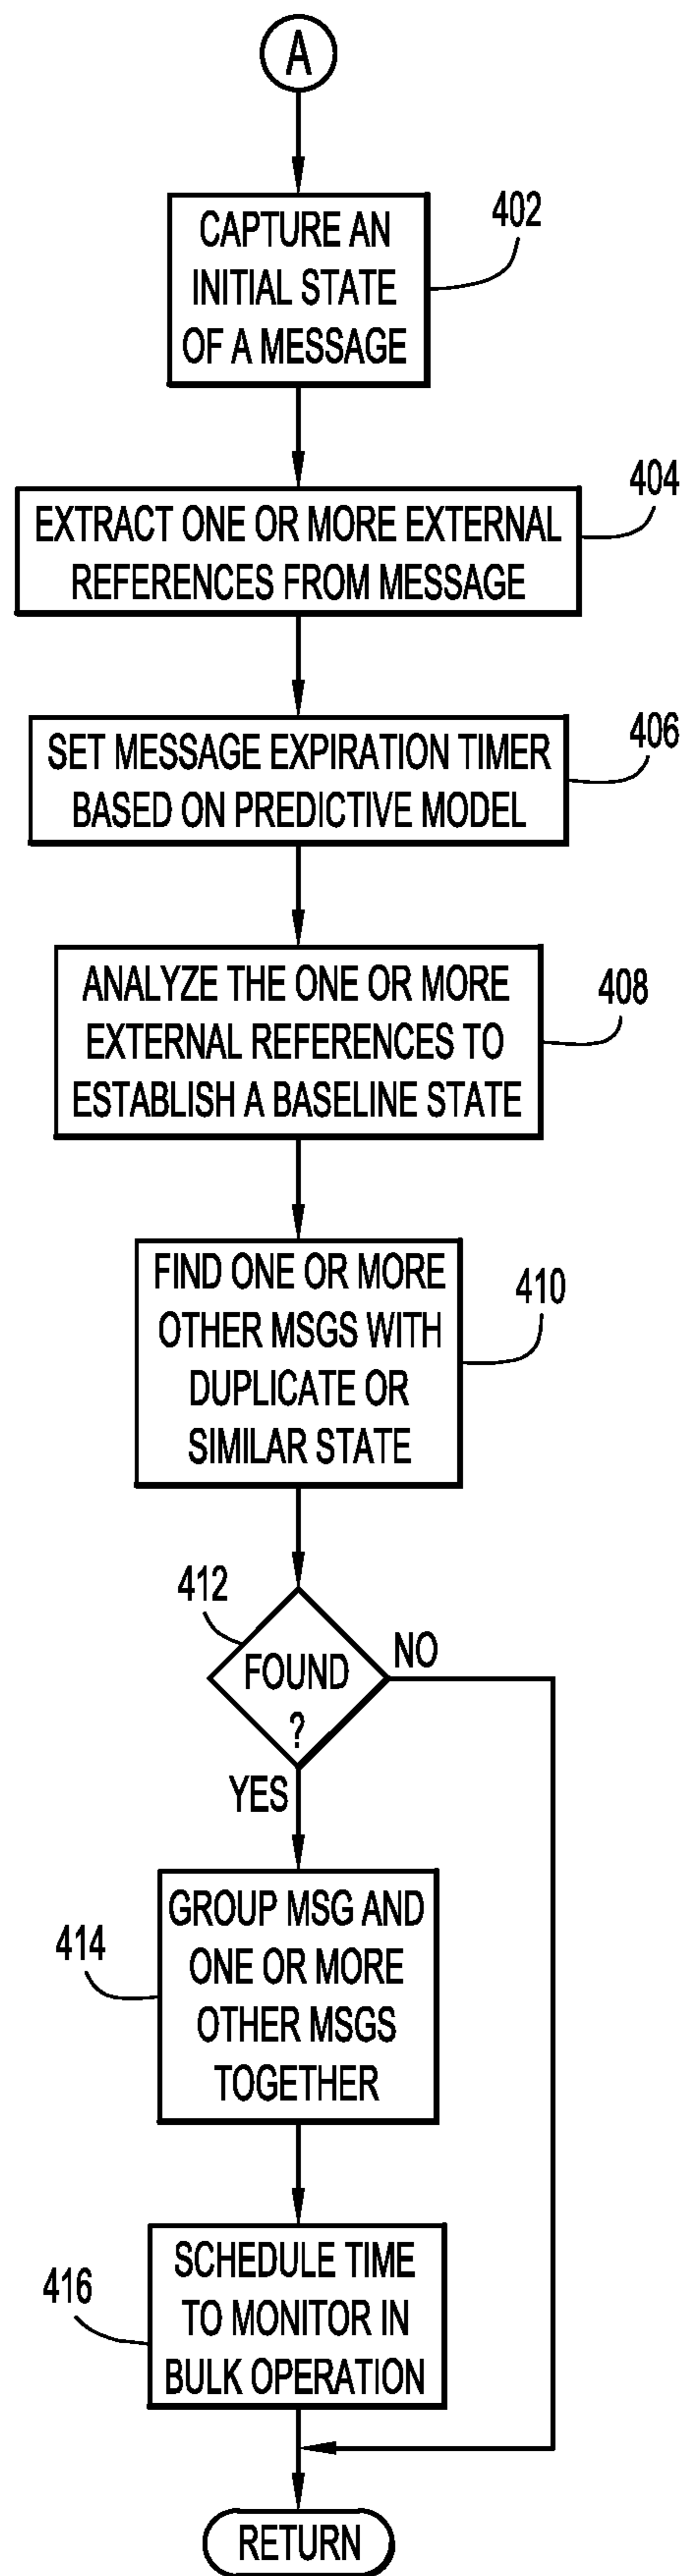 A
CAPTURE AN
INITIAL STATE
OF A MESSAGE
402
EXTRACT ONE OR MORE EXTERNAL
REFERENCES FROM MESSAGE
404
SET MESSAGE EXPIRATION TIMER
BASED ON PREDICTIVE MODEL
406
ANALYZE THE ONE OR MORE
EXTERNAL REFERENCES TO
ESTABLISH A BASELINE STATE
408
FIND ONE OR MORE
OTHER MSGS WITH
DUPLICATE OR
SIMILAR STATE
410
412
FOUND
?
NO
YES
GROUP MSG AND
ONE OR MORE
OTHER MSGS
TOGETHER
414
SCHEDULE TIME
TO MONITOR IN
BULK OPERATION
416
RETURN